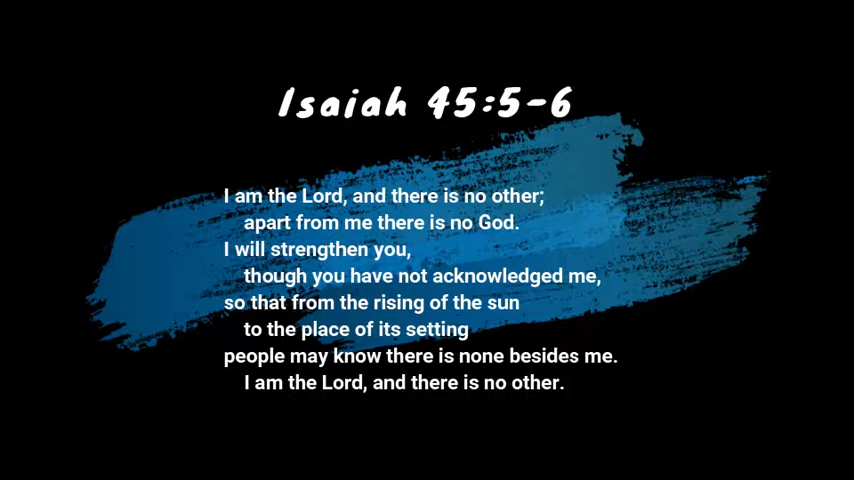 Isaiah 45:5-6
I am the Lord, and there is no other;
apart from me there is no God.
I will strengthen you,
though you have not acknowledged me,
so that from the rising of the sun
to the place of its setting
people may know there is none besides me.
I am the Lord, and there is no other.